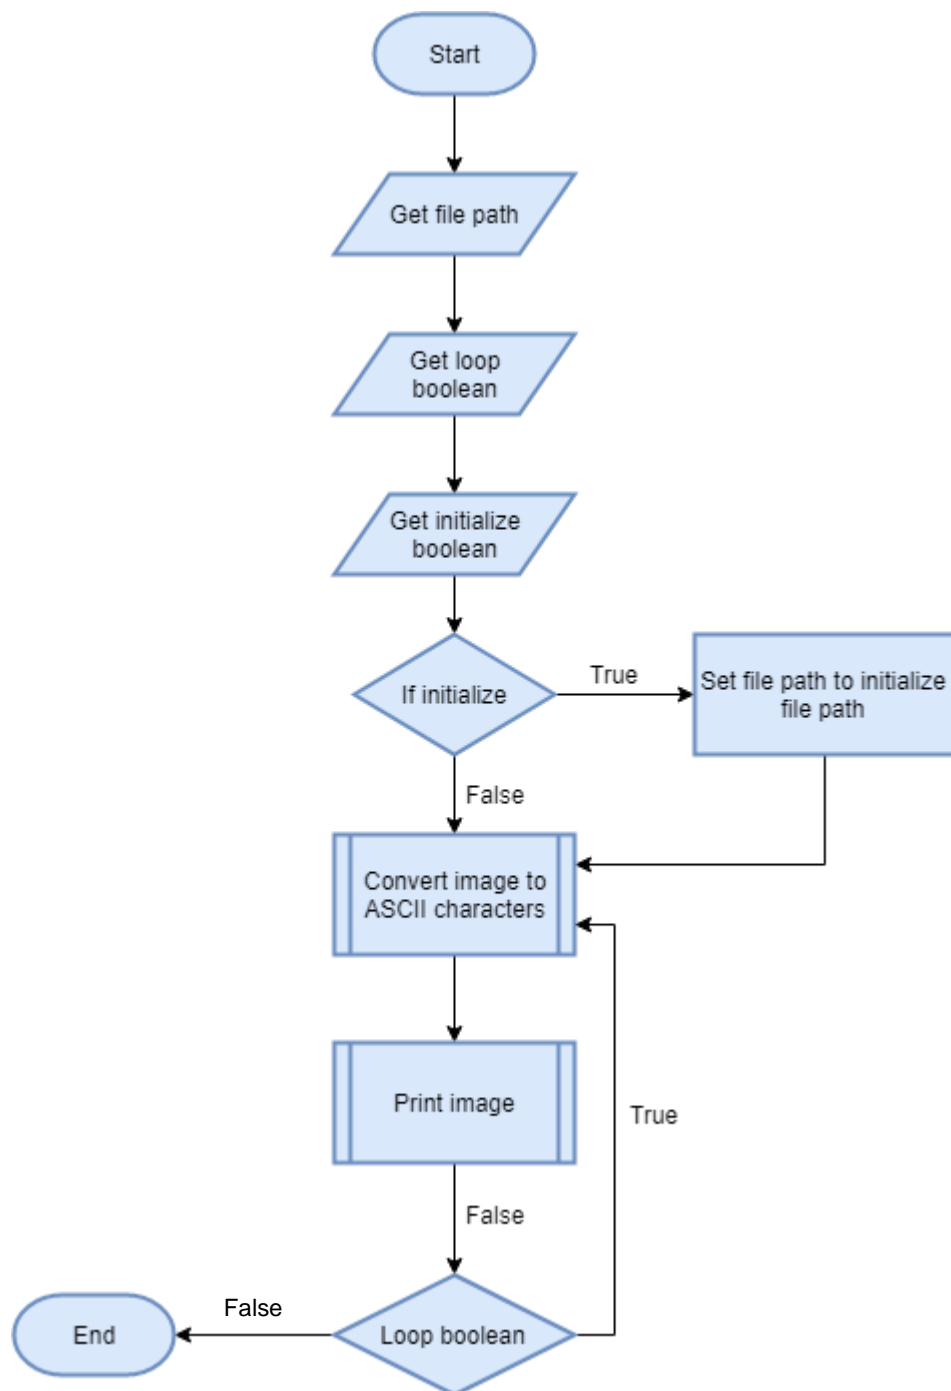 Start
Get file path
Get loop
boolean
Get initialize
boolean
If initialize
True
Set file path to initialize
file path
False
Convert image to
ASCII characters
Print image
True
False
False
End
Loop boolean